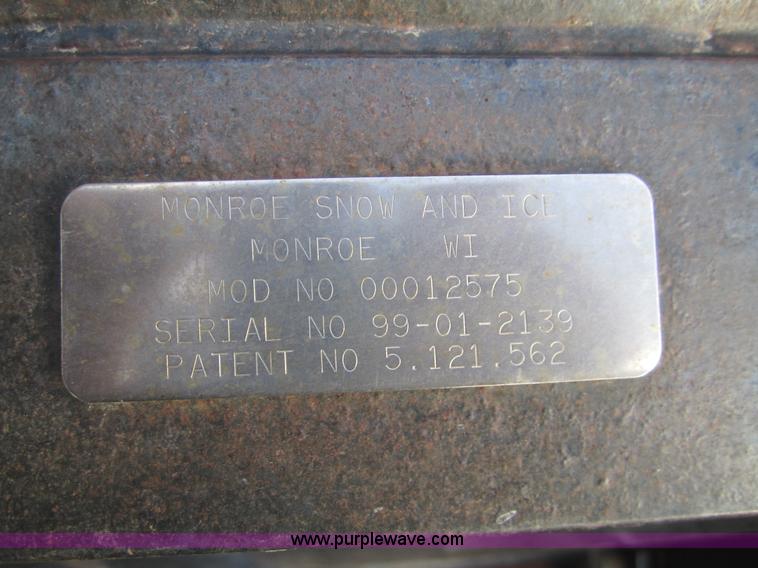 MONROE SNOW AND ICE
MONROE WI
MOD NO 00012575
SERIAL NO 99-01-2139
PATENT NO 5.121.562
www.purplewave.com